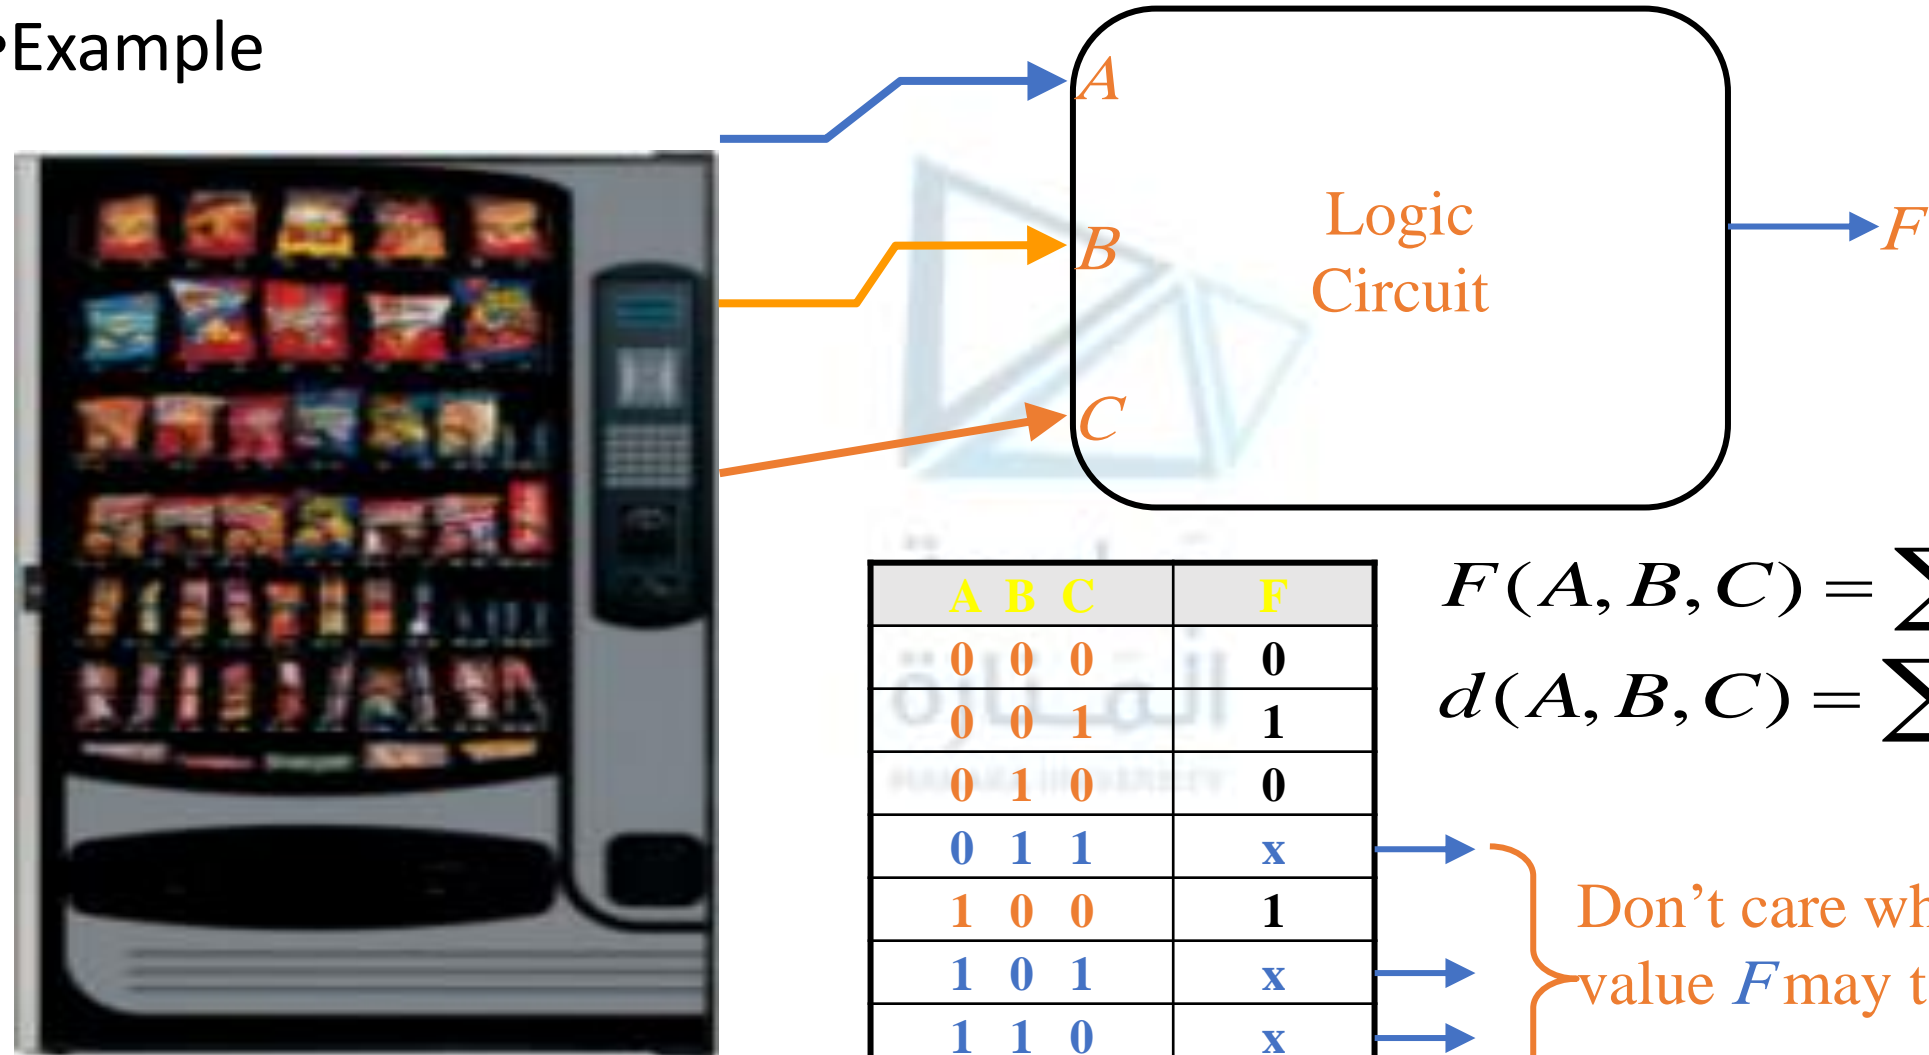 •Example
A
B
C
Logic
Circuit
F
F(A, B, C) = ∑
d(A, B, C) = ∑
A B C F
0 0 0 0
0 0 1 1
0 1 0 0
0 1 1 x
1 0 0 1
1 0 1 x
1 1 0 x
Don’t care wh
value F may t
المنارة